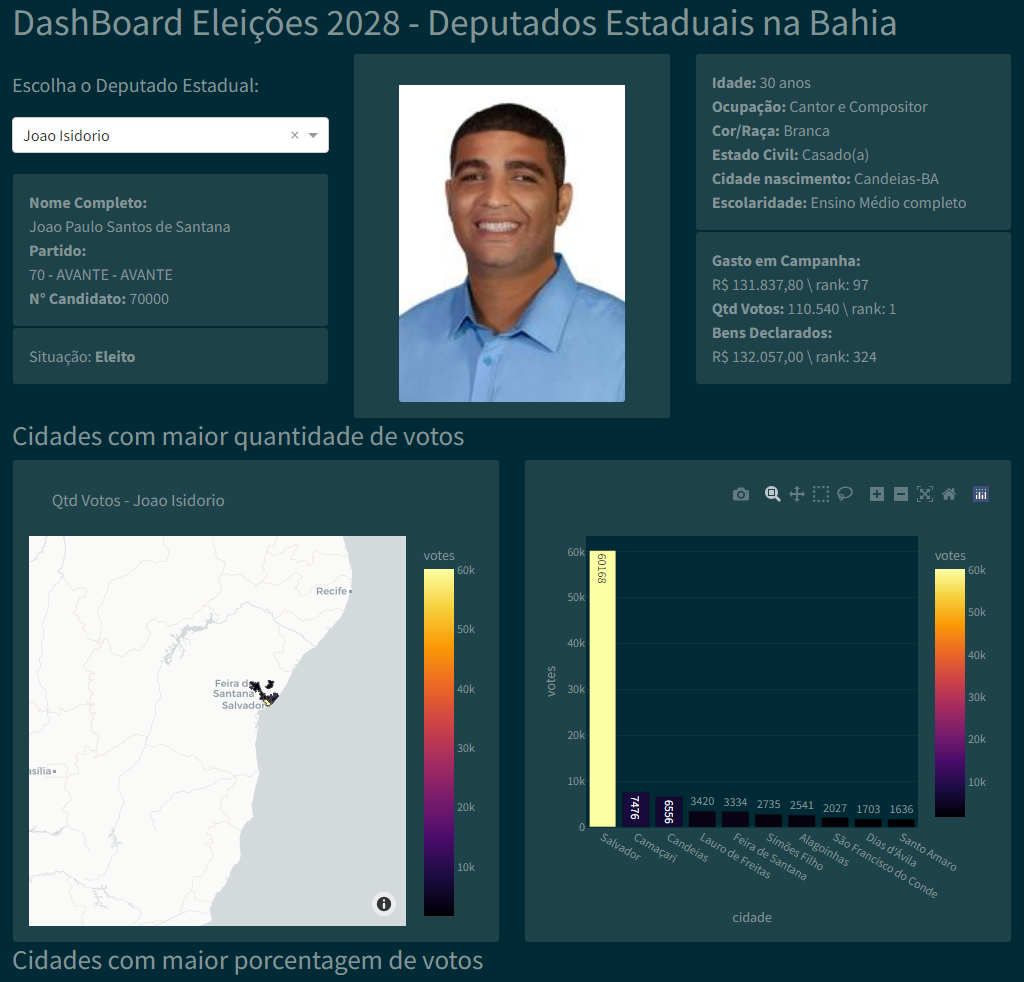 DashBoard Eleições 2028 - Deputados Estaduais na Bahia
Escolha o Deputado Estadual:
Joao Isidorio
Nome Completo:
Joao Paulo Santos de Santana
Partido:
70 - AVANTE - AVANTE
N° Candidato: 70000
Situação: Eleito
Idade: 30 anos
Ocupação: Cantor e Compositor
Cor/Raça: Branca
Estado Civil: Casado(a)
Cidade nascimento: Candeias-BA
Escolaridade: Ensino Médio completo
Gasto em Campanha:
R$ 131.837,80 \ rank: 97
Qtd Votos: 110.540 \ rank: 1
Bens Declarados:
R$ 132.057,00 \ rank: 324
Cidades com maior quantidade de votos
Qtd Votos - Joao Isidorio
Recife
Feira de
Santana
Salvador
asília
votes
60k
50k
40k
30k
20k
10k
votes
60k
50k
40k
30k
20k
10k
0
60168
7476
6556
3420
3334
2735
2541
2027
1703
1636
Salvador
Camaçari
Candeias
Lauro de Freitas
Feira de Santana
Simões Filho
Alagoinhas
São Francisco do Conde
Dias d'Ávila
Santo Amaro
cidade
votes
60k
50k
40k
30k
20k
10k
Cidades com maior porcentagem de votos